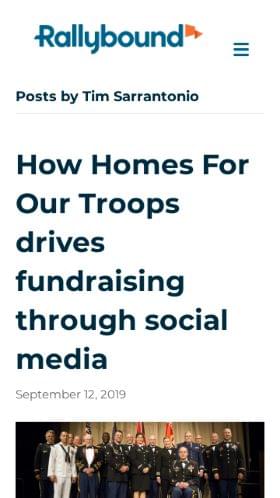 Rallybound
Posts by Tim Sarrantonio
How Homes For
Our Troops
drives
fundraising
through social
media
September 12, 2019